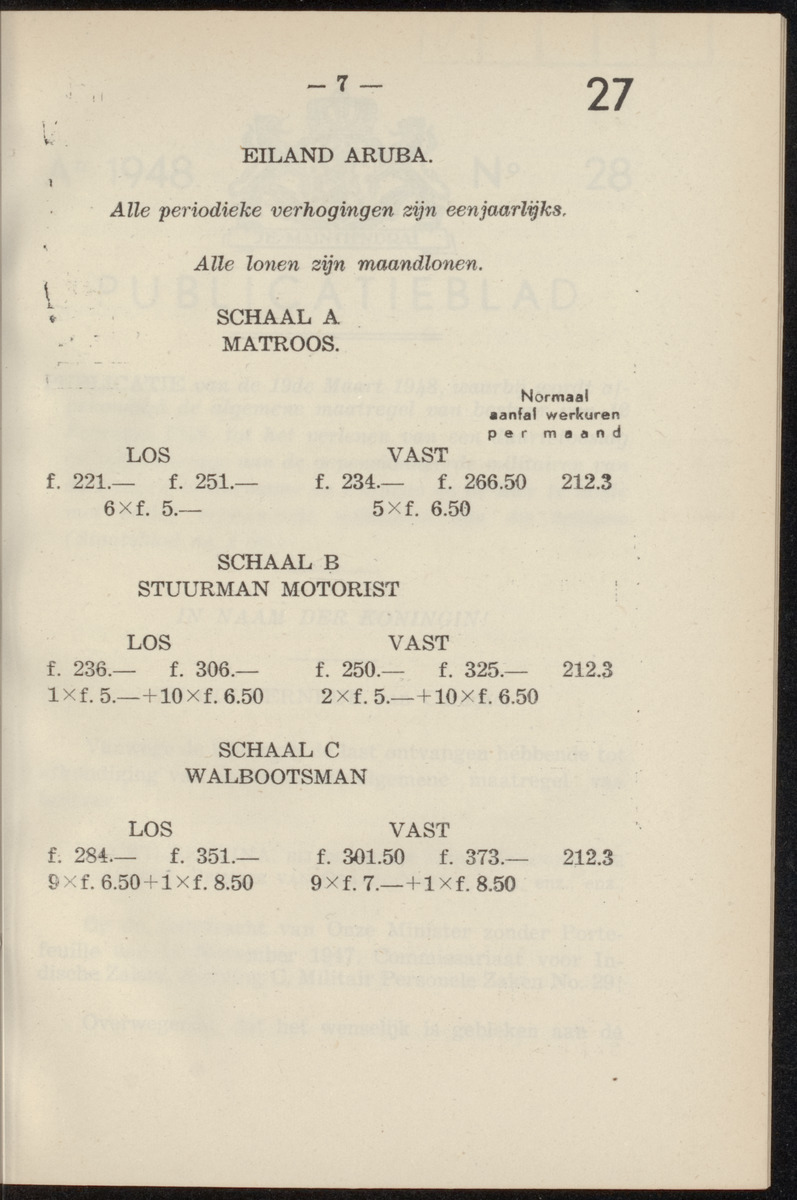 — 7 —
27
EILAND ARUBA.
Alle periodieke verhogingen zijn eenjaarlijks.
Alle lonen zijn maandlonen.
SCHAAL A
MATROOS.
Normaal
aantal werkuren
per maand
LOS VAST
f. 221.— f. 251.— f. 234.— f. 266.50 212.3
6×f. 5.— 5×f. 6.50
SCHAAL B
STUURMAN MOTORIST
LOS VAST
f. 236.— f. 306.— f. 250.— f. 325.— 212.3
1×f. 5.—+10×f. 6.50 2×f. 5.—+10×f. 6.50
SCHAAL C
WALBOOTSMAN
LOS VAST
f. 284.— f. 351.— f. 301.50 f. 373.— 212.3
9×f. 6.50+1×f. 8.50 9×f. 7.—+1×f. 8.50